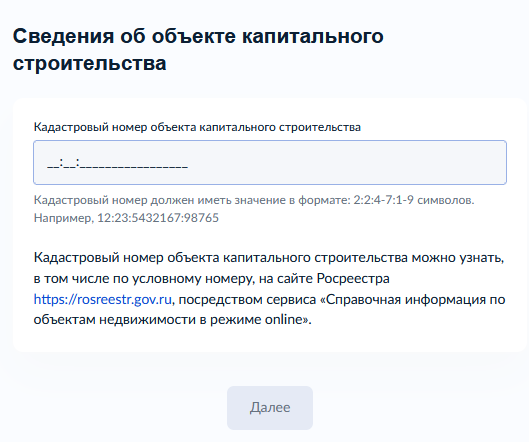 Сведения об объекте капитального
строительства
Кадастровый номер объекта капитального строительства
__:__:_________________
Кадастровый номер должен иметь значение в формате: 2:2:4-7:1-9 символов.
Например, 12:23:5432167:98765
Кадастровый номер объекта капитального строительства можно узнать,
в том числе по условному номеру, на сайте Росреестра
https://rosreestr.gov.ru, посредством сервиса «Справочная информация по
объектам недвижимости в режиме online».
Далее